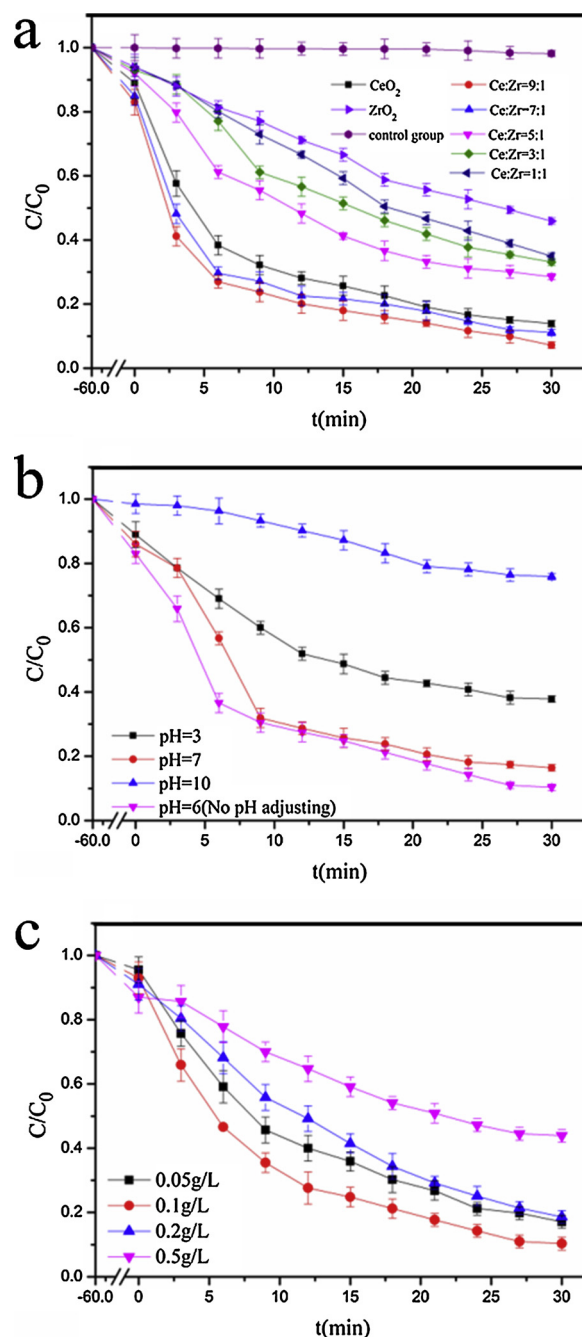 a
1.0
0.8
0.6
0.4
0.2
0.0
C/C0
CeO2
ZrO2
control group
Ce:Zr=9:1
Ce:Zr=7:1
Ce:Zr=5:1
Ce:Zr=3:1
Ce:Zr=1:1
-60.0 0 5 10 15 20 25 30
t(min)
b
1.0
0.8
0.6
0.4
0.2
0.0
C/C0
pH=3
pH=7
pH=10
pH=6(No pH adjusting)
-60.0 0 5 10 15 20 25 30
t(min)
c
1.0
0.8
0.6
0.4
0.2
0.0
C/C0
0.05g/L
0.1g/L
0.2g/L
0.5g/L
-60.0 0 5 10 15 20 25 30
t(min)